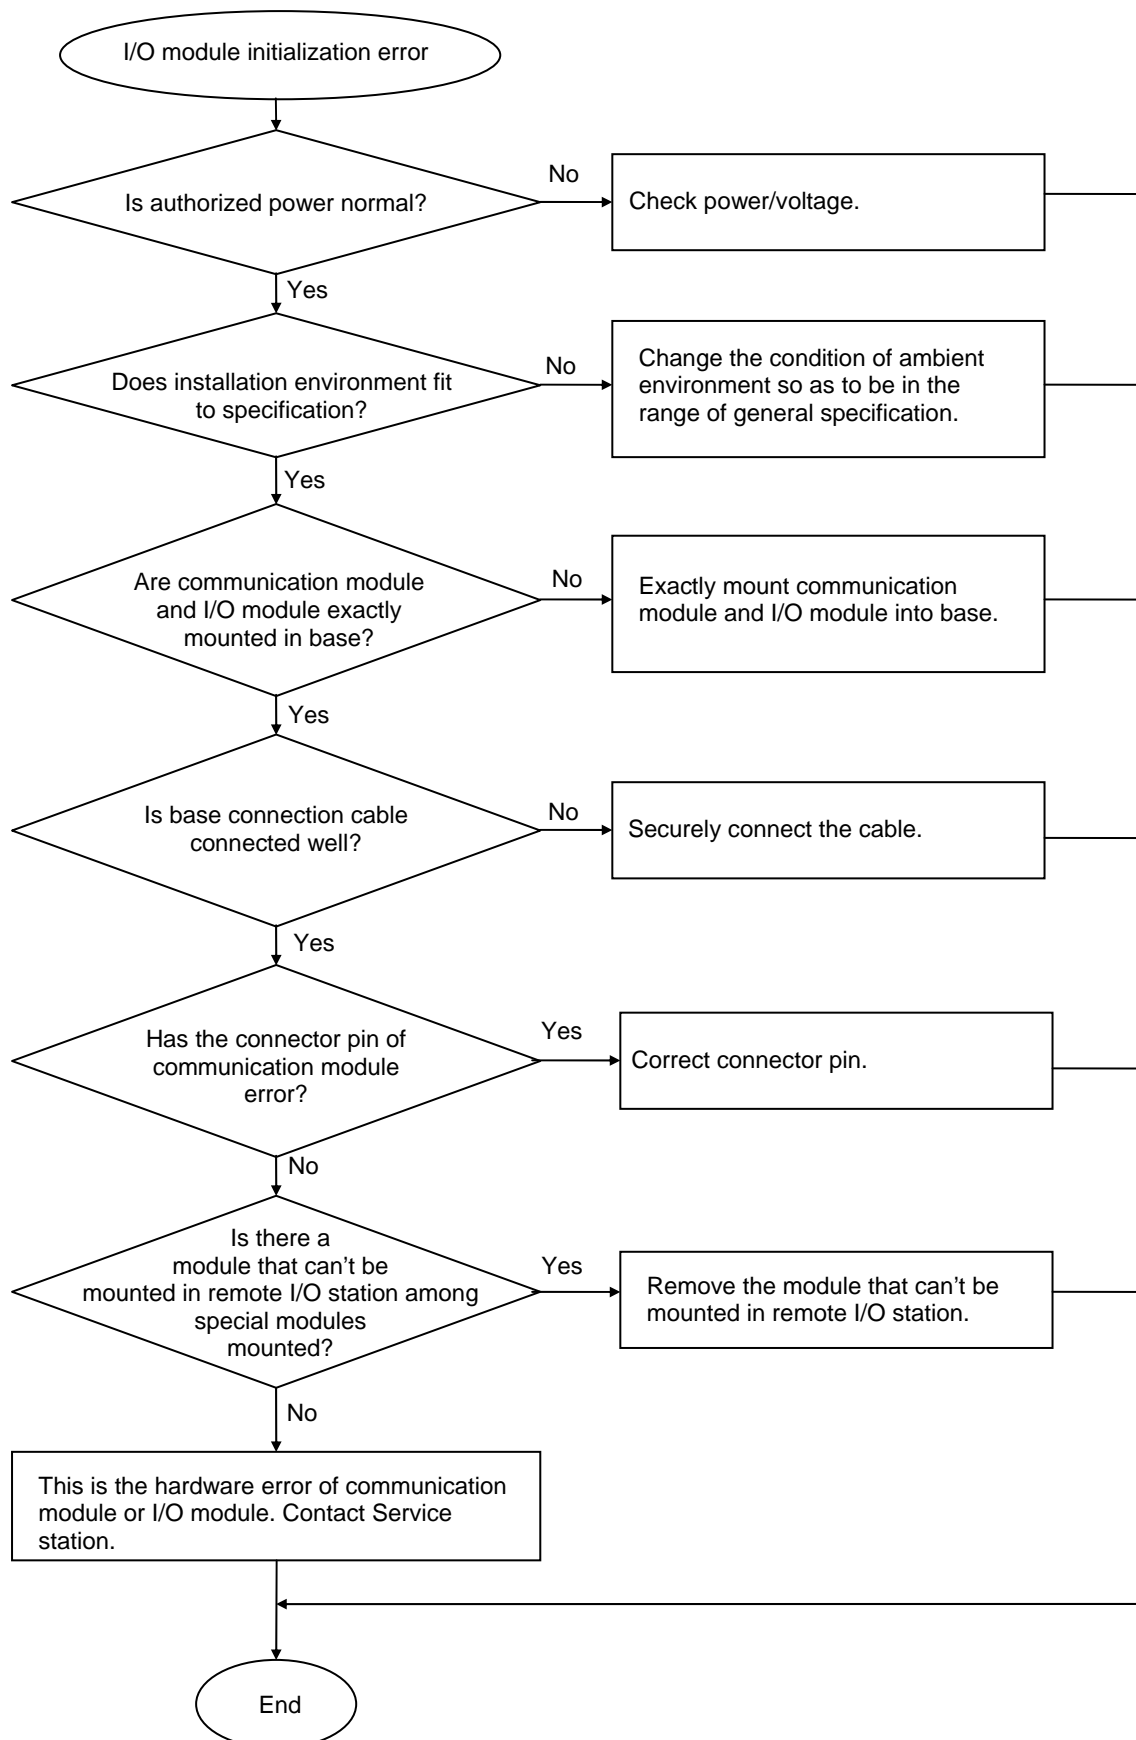 I/O module initialization error
Is authorized power normal?
No
Check power/voltage.
Yes
Does installation environment fit
to specification?
No
Change the condition of ambient
environment so as to be in the
range of general specification.
Yes
Are communication module
and I/O module exactly
mounted in base?
No
Exactly mount communication
module and I/O module into base.
Yes
Is base connection cable
connected well?
No
Securely connect the cable.
Yes
Has the connector pin of
communication module
error?
Yes
Correct connector pin.
No
Is there a
module that can’t be
mounted in remote I/O station among
special modules
mounted?
Yes
Remove the module that can’t be
mounted in remote I/O station.
No
This is the hardware error of communication
module or I/O module. Contact Service
station.
End